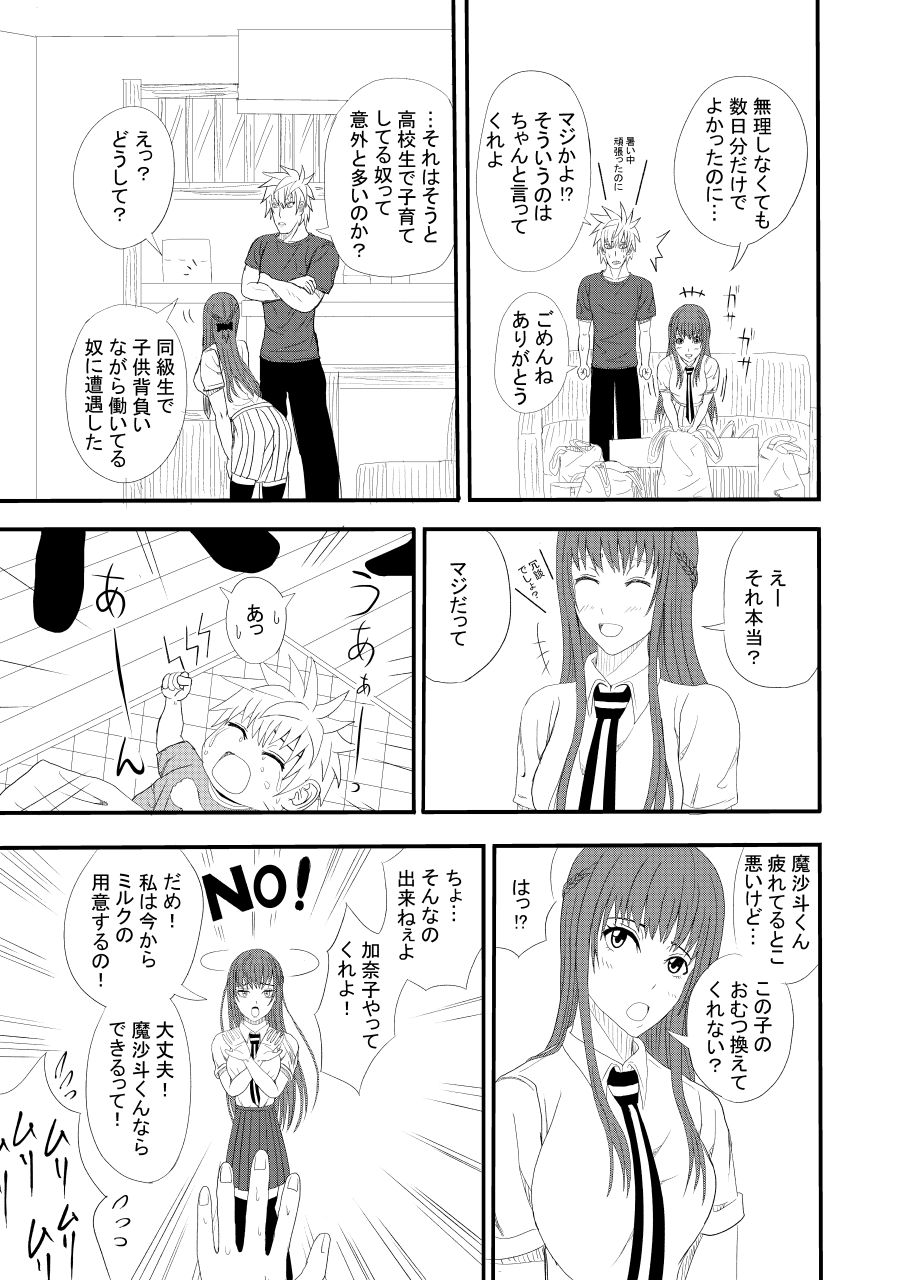 無理しなくても
数日分だけで
よかったのに…
ガサ
ガサ
暑い中
頑張ったのに
マジかよ!?
そういうのは
ちゃんと言って
くれよ
ごめんね
ありがとう
…それはそうと
高校生で子育て
してる奴って
意外と多いのか?
えっ?
どうして?
同級生で
子供背負い
ながら働いてる
奴に遭遇した
えー
それ本当?
冗談
でしょ?
マジだって
うあぁぁ
あっ
あーーん
魔沙斗くん
疲れてるとこ
悪いけど…
この子の
おむつ換えて
くれない?
はっ!?
ちょ…
そんなの
出来ねぇよ
加奈子やって
くれよ!
NO!
だめ!
私は今から
ミルクの
用意するの!
大丈夫!
魔沙斗くんなら
できるって!
っっ
ムリ
ムリ
ムリ
ムリ